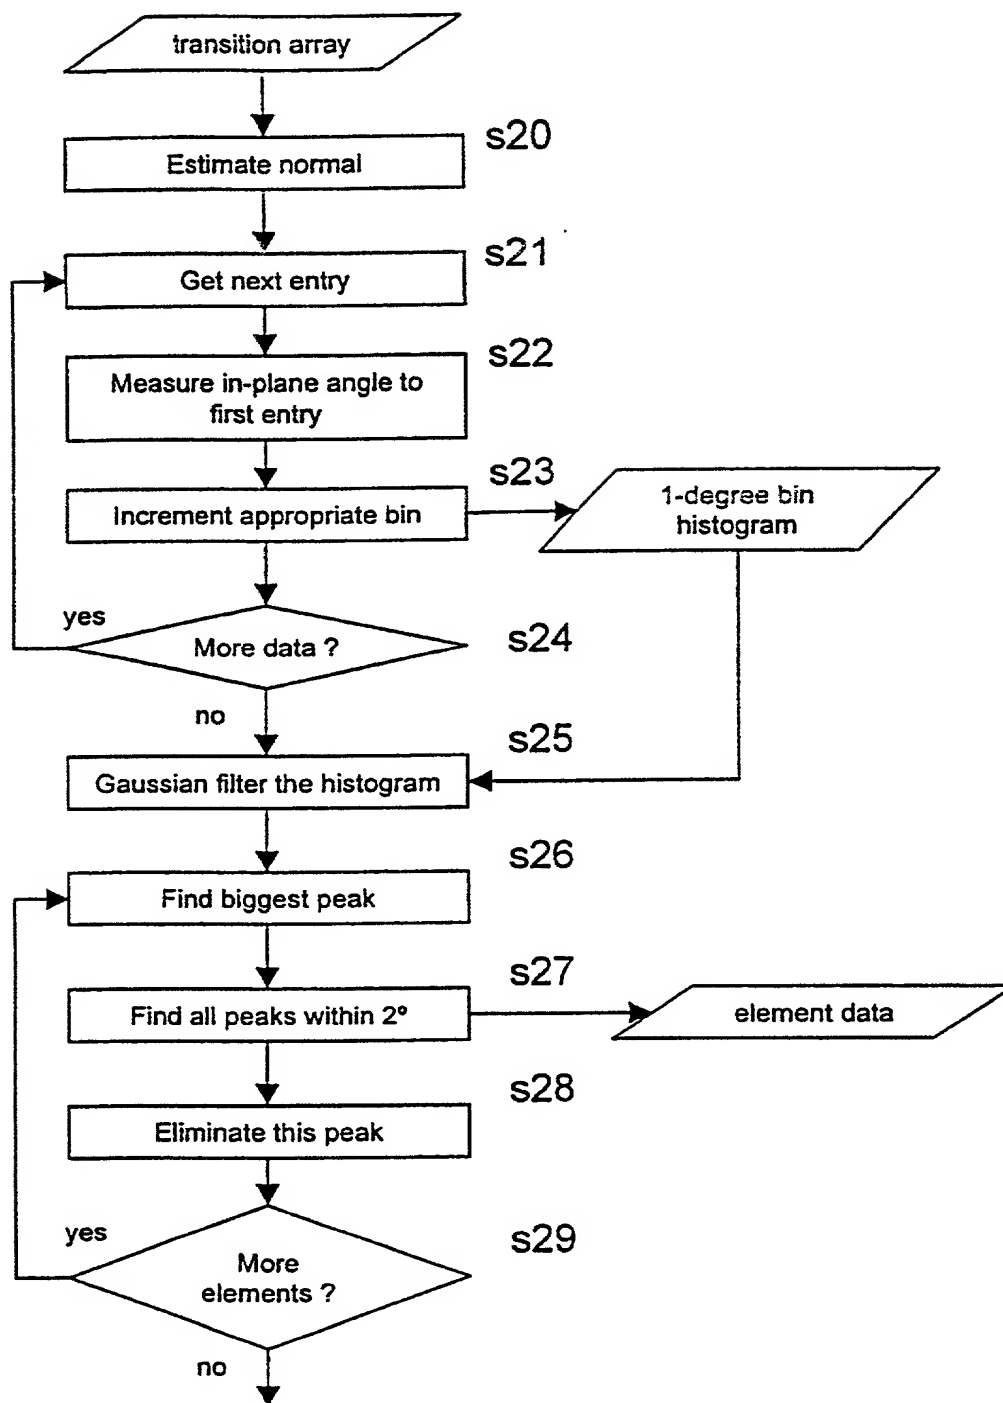 transition array
s20
Estimate normal
s21
Get next entry
s22
Measure in-plane angle to
first entry
s23
Increment appropriate bin
1-degree bin
histogram
yes
More data ?
s24
no
s25
Gaussian filter the histogram
s26
Find biggest peak
s27
Find all peaks within 2º
element data
s28
Eliminate this peak
yes
s29
More
elements ?
no